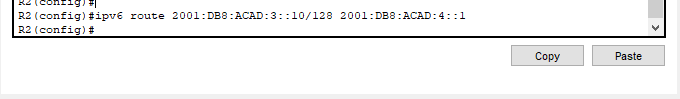 R2(config)#
R2(config)#ipv6 route 2001:DB8:ACAD:3::10/128 2001:DB8:ACAD:4::1
R2(config)#
Copy
Paste